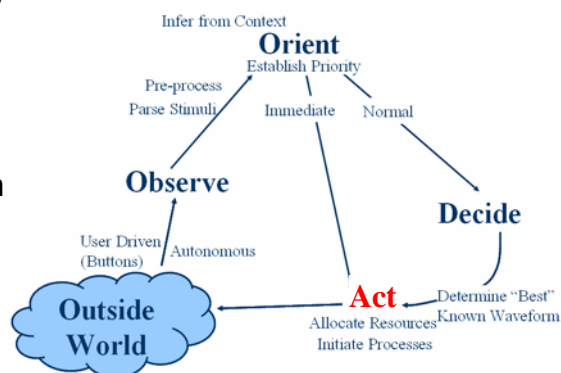 Infer from Context
Orient
Establish Priority
Pre-process
Parse Stimuli
Immediate
Normal
Observe
Decide
User Driven
(Buttons)
Autonomous
Outside
World
Act
Allocate Resources
Initiate Processes
Determine “Best”
Known Waveform